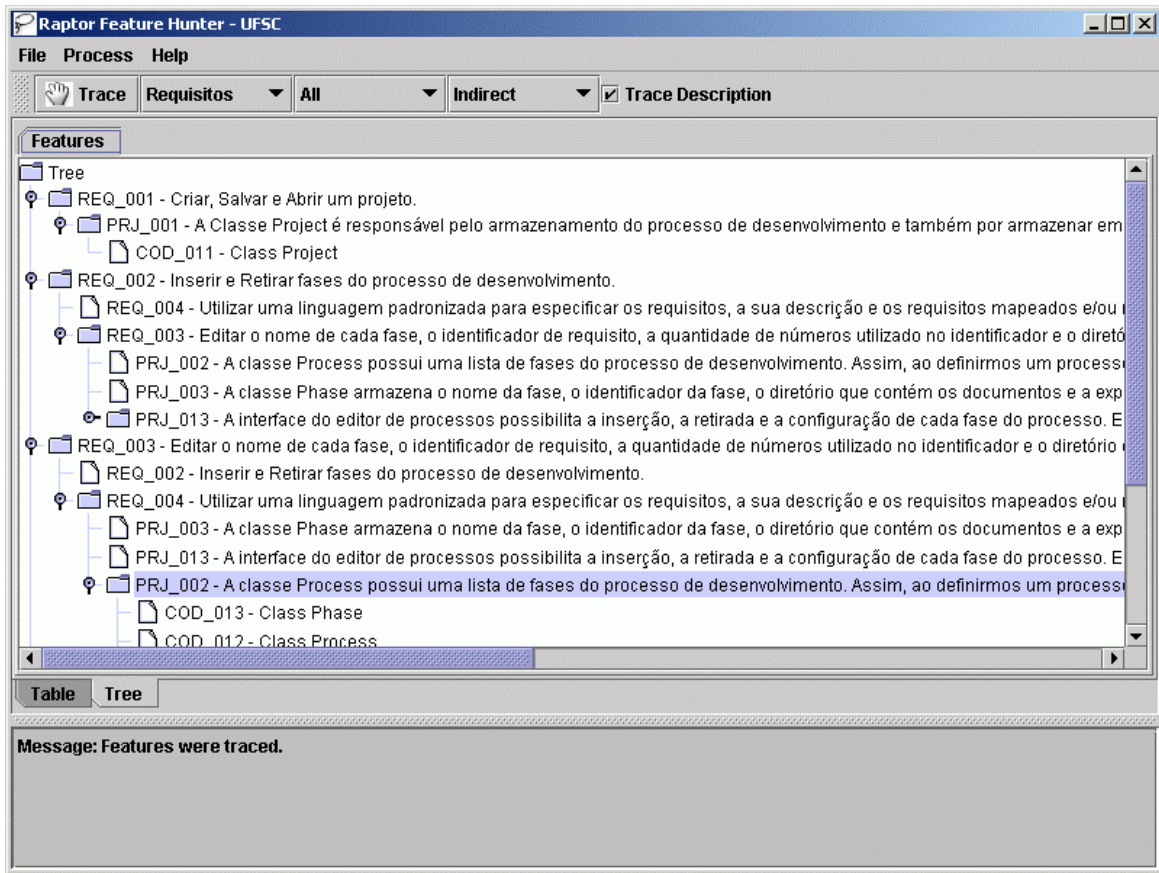 Raptor Feature Hunter - UFSC
File Process Help
Trace Requisitos All Indirect Trace Description
Features
Tree
REQ_001 - Criar, Salvar e Abrir um projeto.
PRJ_001 - A Classe Project é responsável pelo armazenamento do processo de desenvolvimento e também por armazenar em
COD_011 - Class Project
REQ_002 - Inserir e Retirar fases do processo de desenvolvimento.
REQ_004 - Utilizar uma linguagem padronizada para especificar os requisitos, a sua descrição e os requisitos mapeados e/ou
REQ_003 - Editar o nome de cada fase, o identificador de requisito, a quantidade de números utilizado no identificador e o diretó
PRJ_002 - A classe Process possui uma lista de fases do processo de desenvolvimento. Assim, ao definirmos um process
PRJ_003 - A classe Phase armazena o nome da fase, o identificador da fase, o diretório que contém os documentos e a exp
PRJ_013 - A interface do editor de processos possibilita a inserção, a retirada e a configuração de cada fase do processo. E
REQ_003 - Editar o nome de cada fase, o identificador de requisito, a quantidade de números utilizado no identificador e o diretório
REQ_002 - Inserir e Retirar fases do processo de desenvolvimento.
REQ_004 - Utilizar uma linguagem padronizada para especificar os requisitos, a sua descrição e os requisitos mapeados e/ou
PRJ_003 - A classe Phase armazena o nome da fase, o identificador da fase, o diretório que contém os documentos e a exp
PRJ_013 - A interface do editor de processos possibilita a inserção, a retirada e a configuração de cada fase do processo. E
PRJ_002 - A classe Process possui uma lista de fases do processo de desenvolvimento. Assim, ao definirmos um process
COD_013 - Class Phase
COD_012 - Class Process
Table Tree
Message: Features were traced.